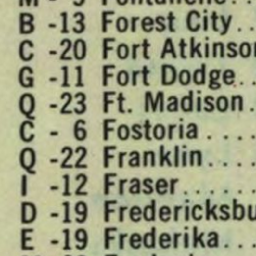 B -13 Forest City..
C -20 Fort Atkinson
G -11 Fort Dodge..
Q -23 Ft. Madison.
C - 6 Fostoria....
Q -22 Franklin....
I -12 Fraser......
D -19 Fredericksbu
E -19 Frederika...